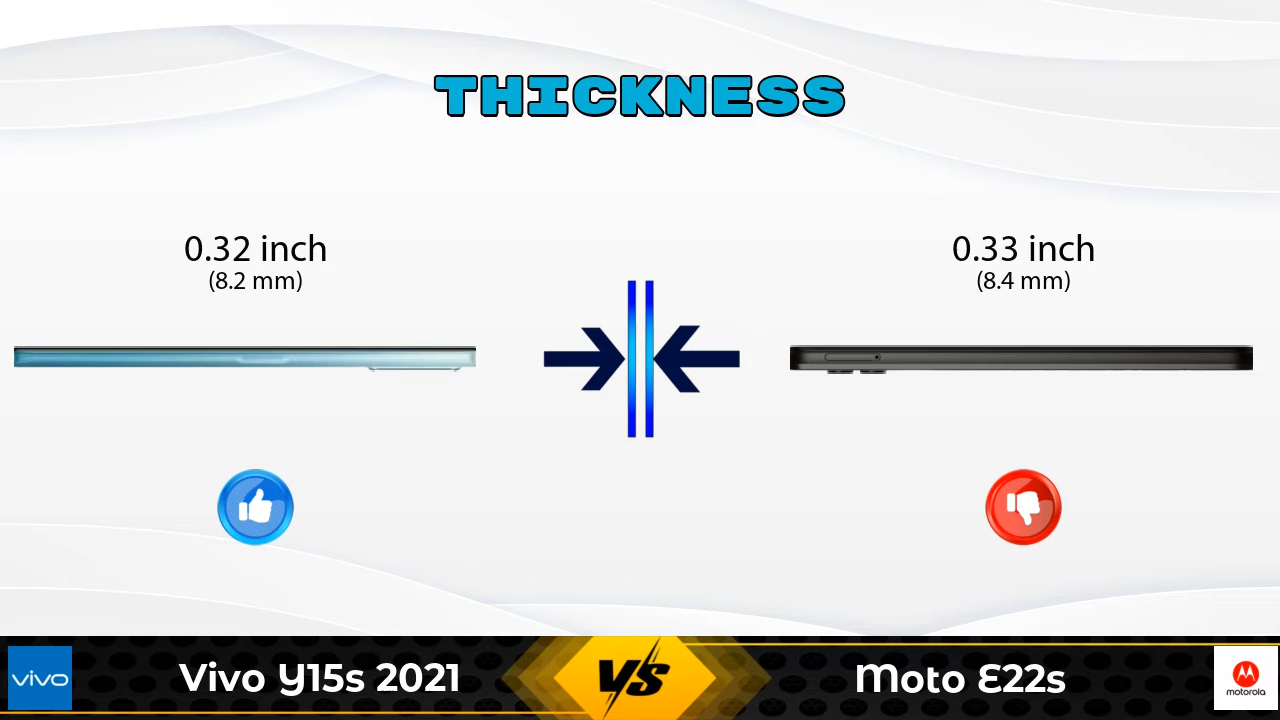 THICKNESS
0.32 inch
(8.2 mm)
0.33 inch
(8.4 mm)
vivo
Vivo Y15s 2021
VS
Moto E22s
motorola